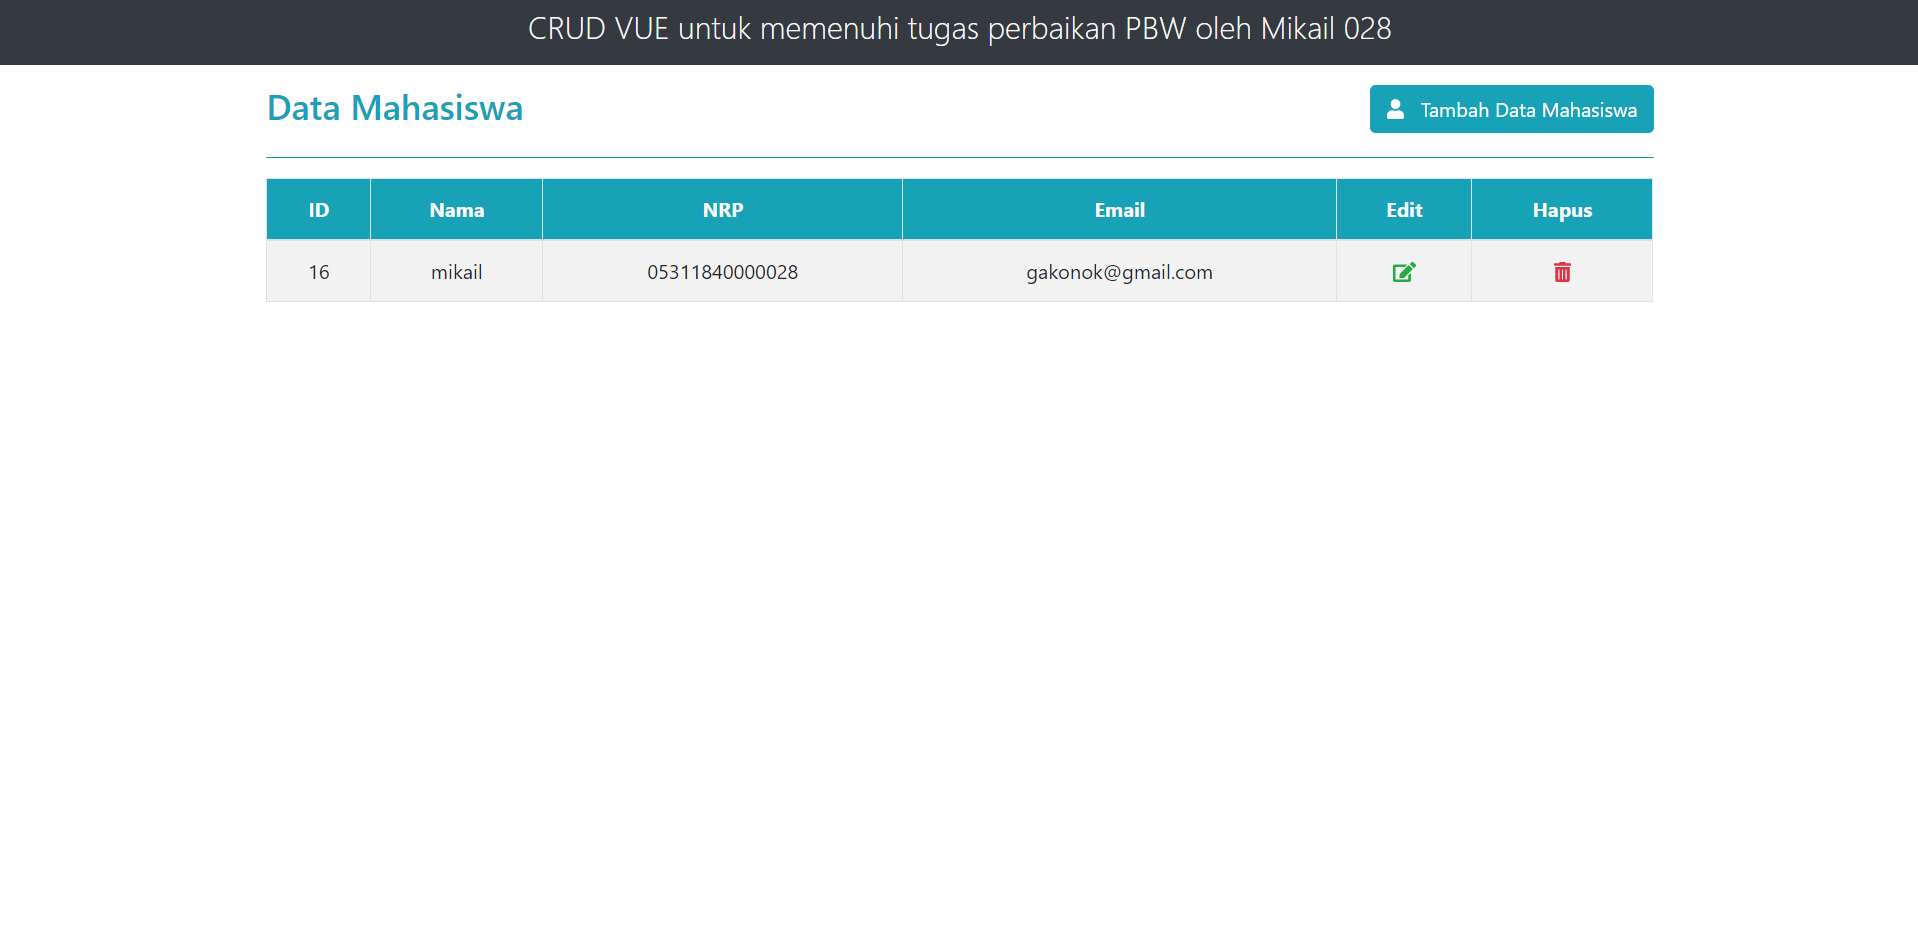 CRUD VUE untuk memenuhi tugas perbaikan PBW oleh Mikail 028
Data Mahasiswa
Tambah Data Mahasiswa
ID Nama NRP Email Edit Hapus
16 mikail 05311840000028 gakonok@gmail.com